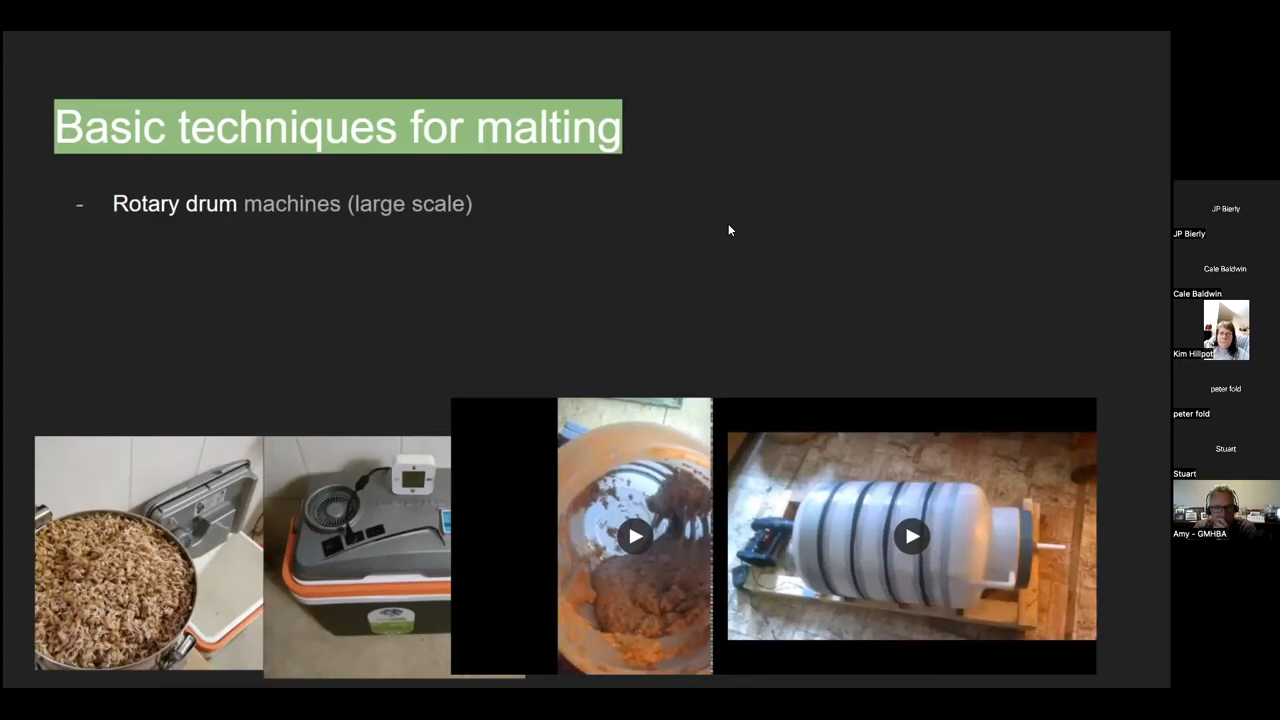 Basic techniques for malting
- Rotary drum machines (large scale)
JP Bierly
JP Bierly
Cale Baldwin
Cale Baldwin
Kim Hillpot
peter fold
peter fold
Stuart
Stuart
Amy - GMHBA